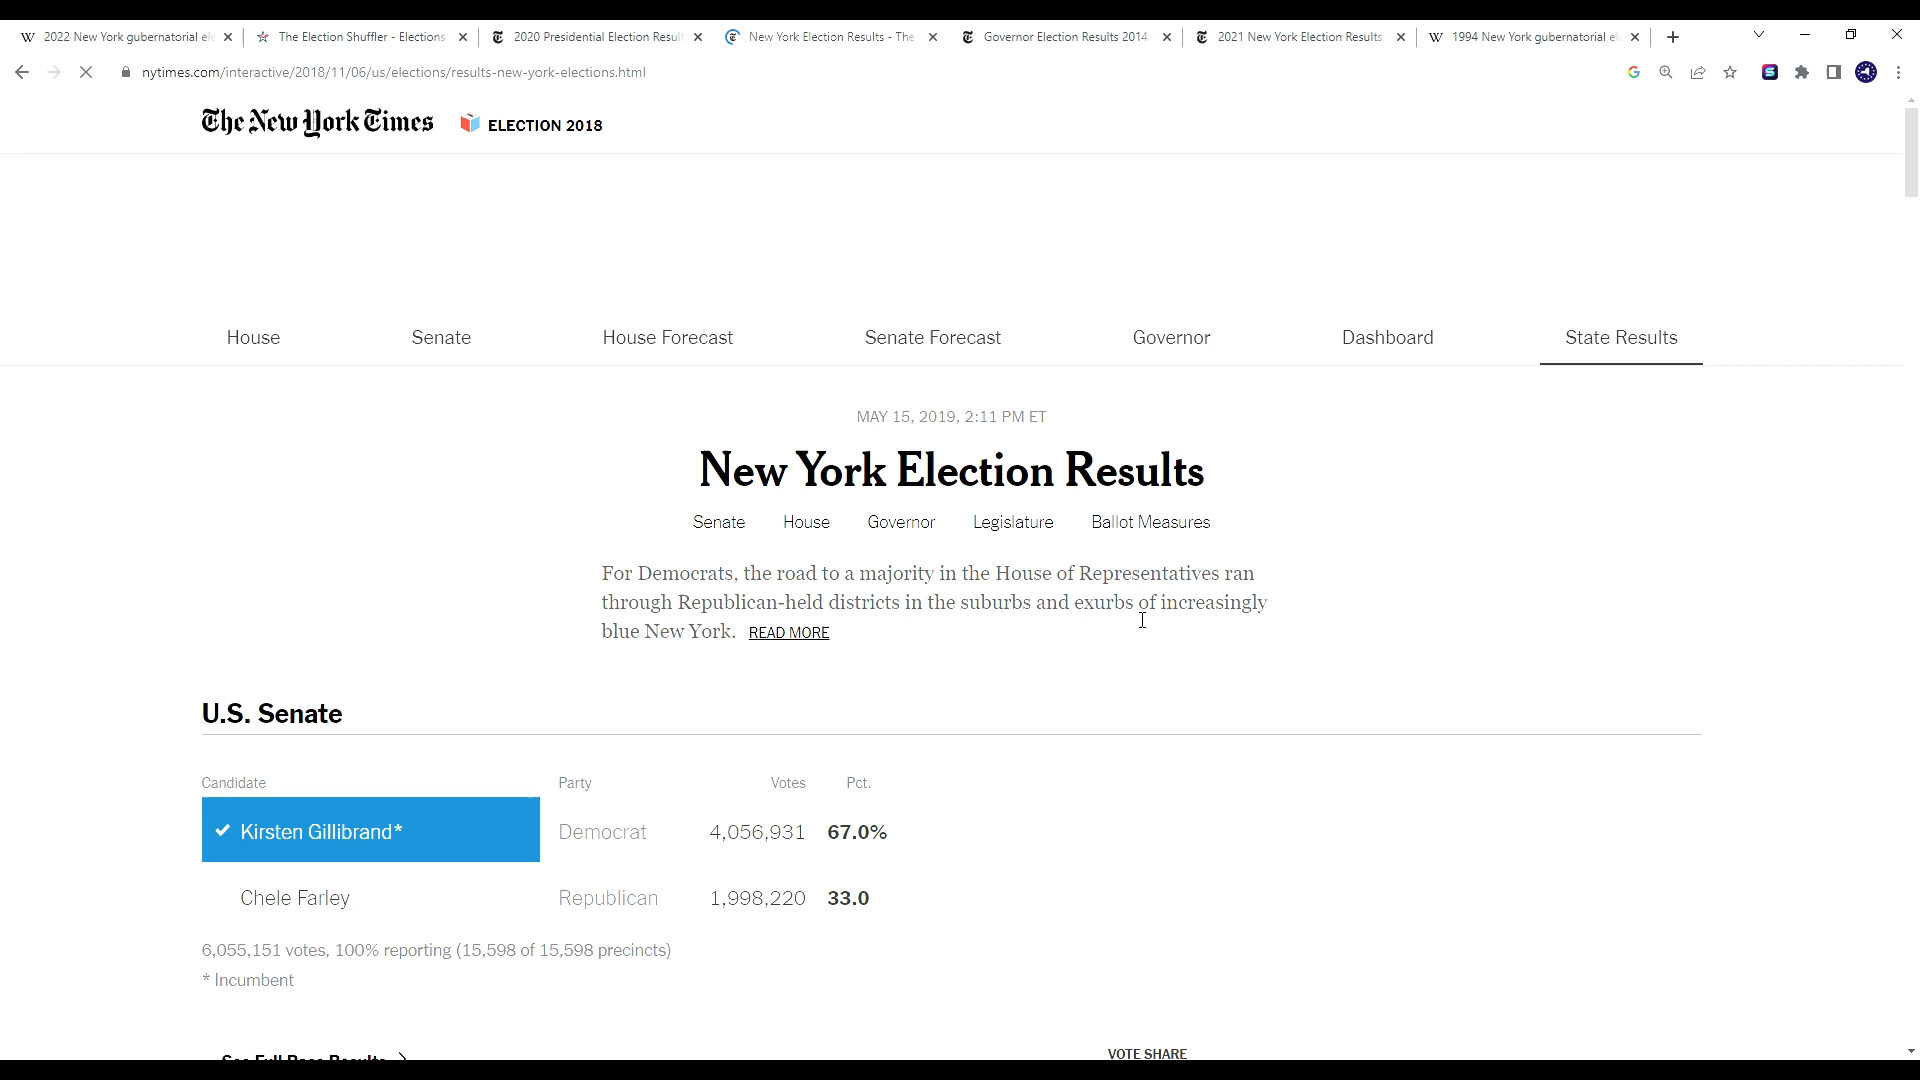 2022 New York gubernatorial el
The Election Shuffler - Elections
2020 Presidential Election Resul
New York Election Results - The
Governor Election Results 2014
2021 New York Election Results
1994 New York gubernatorial el
nytimes.com/interactive/2018/11/06/us/elections/results-new-york-elections.html
The New York Times
ELECTION 2018
House Senate House Forecast Senate Forecast Governor Dashboard State Results
MAY 15, 2019, 2:11 PM ET
New York Election Results
Senate House Governor Legislature Ballot Measures
For Democrats, the road to a majority in the House of Representatives ran
through Republican-held districts in the suburbs and exurbs of increasingly
blue New York. READ MORE
U.S. Senate
Candidate Party Votes Pct.
Kirsten Gillibrand* Democrat 4,056,931 67.0%
Chele Farley Republican 1,998,220 33.0
6,055,151 votes, 100% reporting (15,598 of 15,598 precincts)
* Incumbent
See Full Race Results
VOTE SHARE